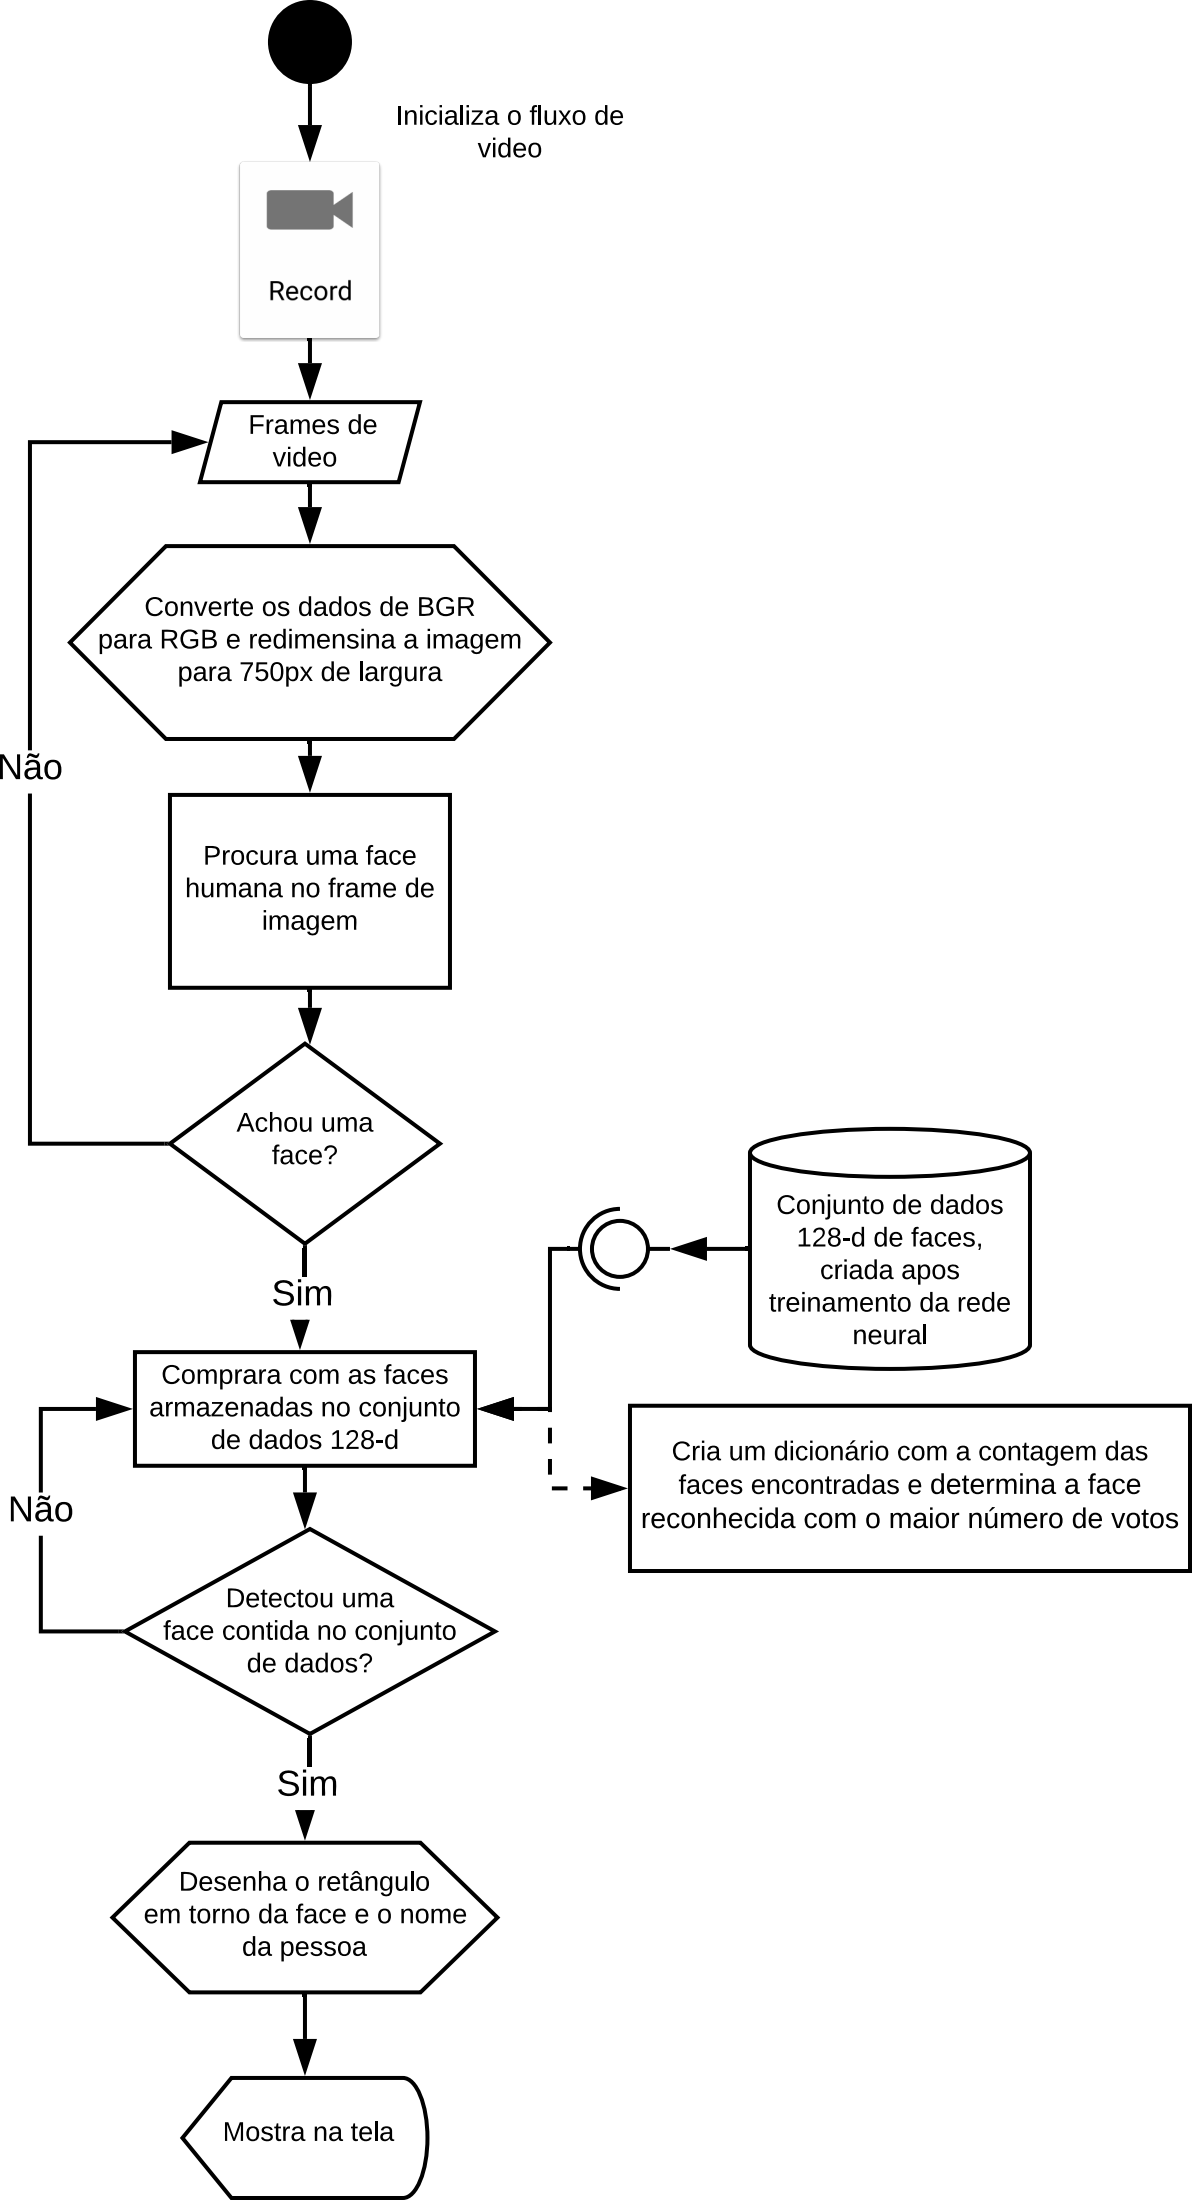 Inicializa o fluxo de
video
Record
Frames de
video
Converte os dados de BGR
para RGB e redimensina a imagem
para 750px de largura
Não
Procura uma face
humana no frame de
imagem
Achou uma
face?
Sim
Conjunto de dados
128-d de faces,
criada apos
treinamento da rede
neural
Comprara com as faces
armazenadas no conjunto
de dados 128-d
Cria um dicionário com a contagem das
faces encontradas e determina a face
reconhecida com o maior número de votos
Não
Detectou uma
face contida no conjunto
de dados?
Sim
Desenha o retângulo
em torno da face e o nome
da pessoa
Mostra na tela